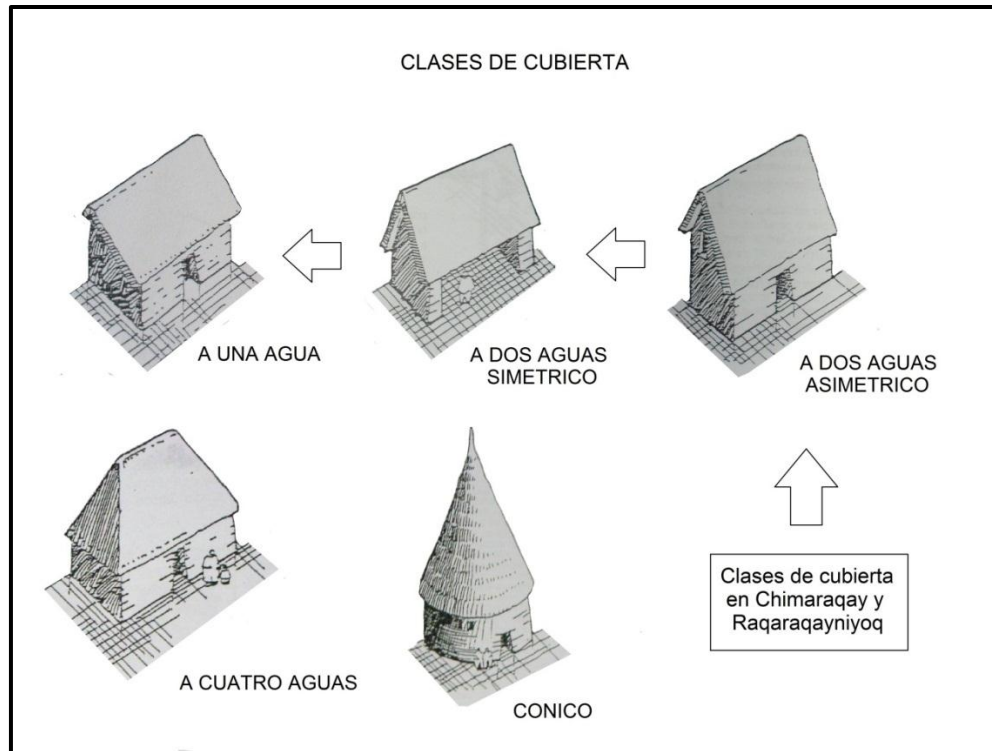 CLASES DE CUBIERTA
A UNA AGUA
A DOS AGUAS
SIMETRICO
A DOS AGUAS
ASIMETRICO
A CUATRO AGUAS
CONICO
Clases de cubierta
en Chimaraqay y
Raqaraqayniyoq